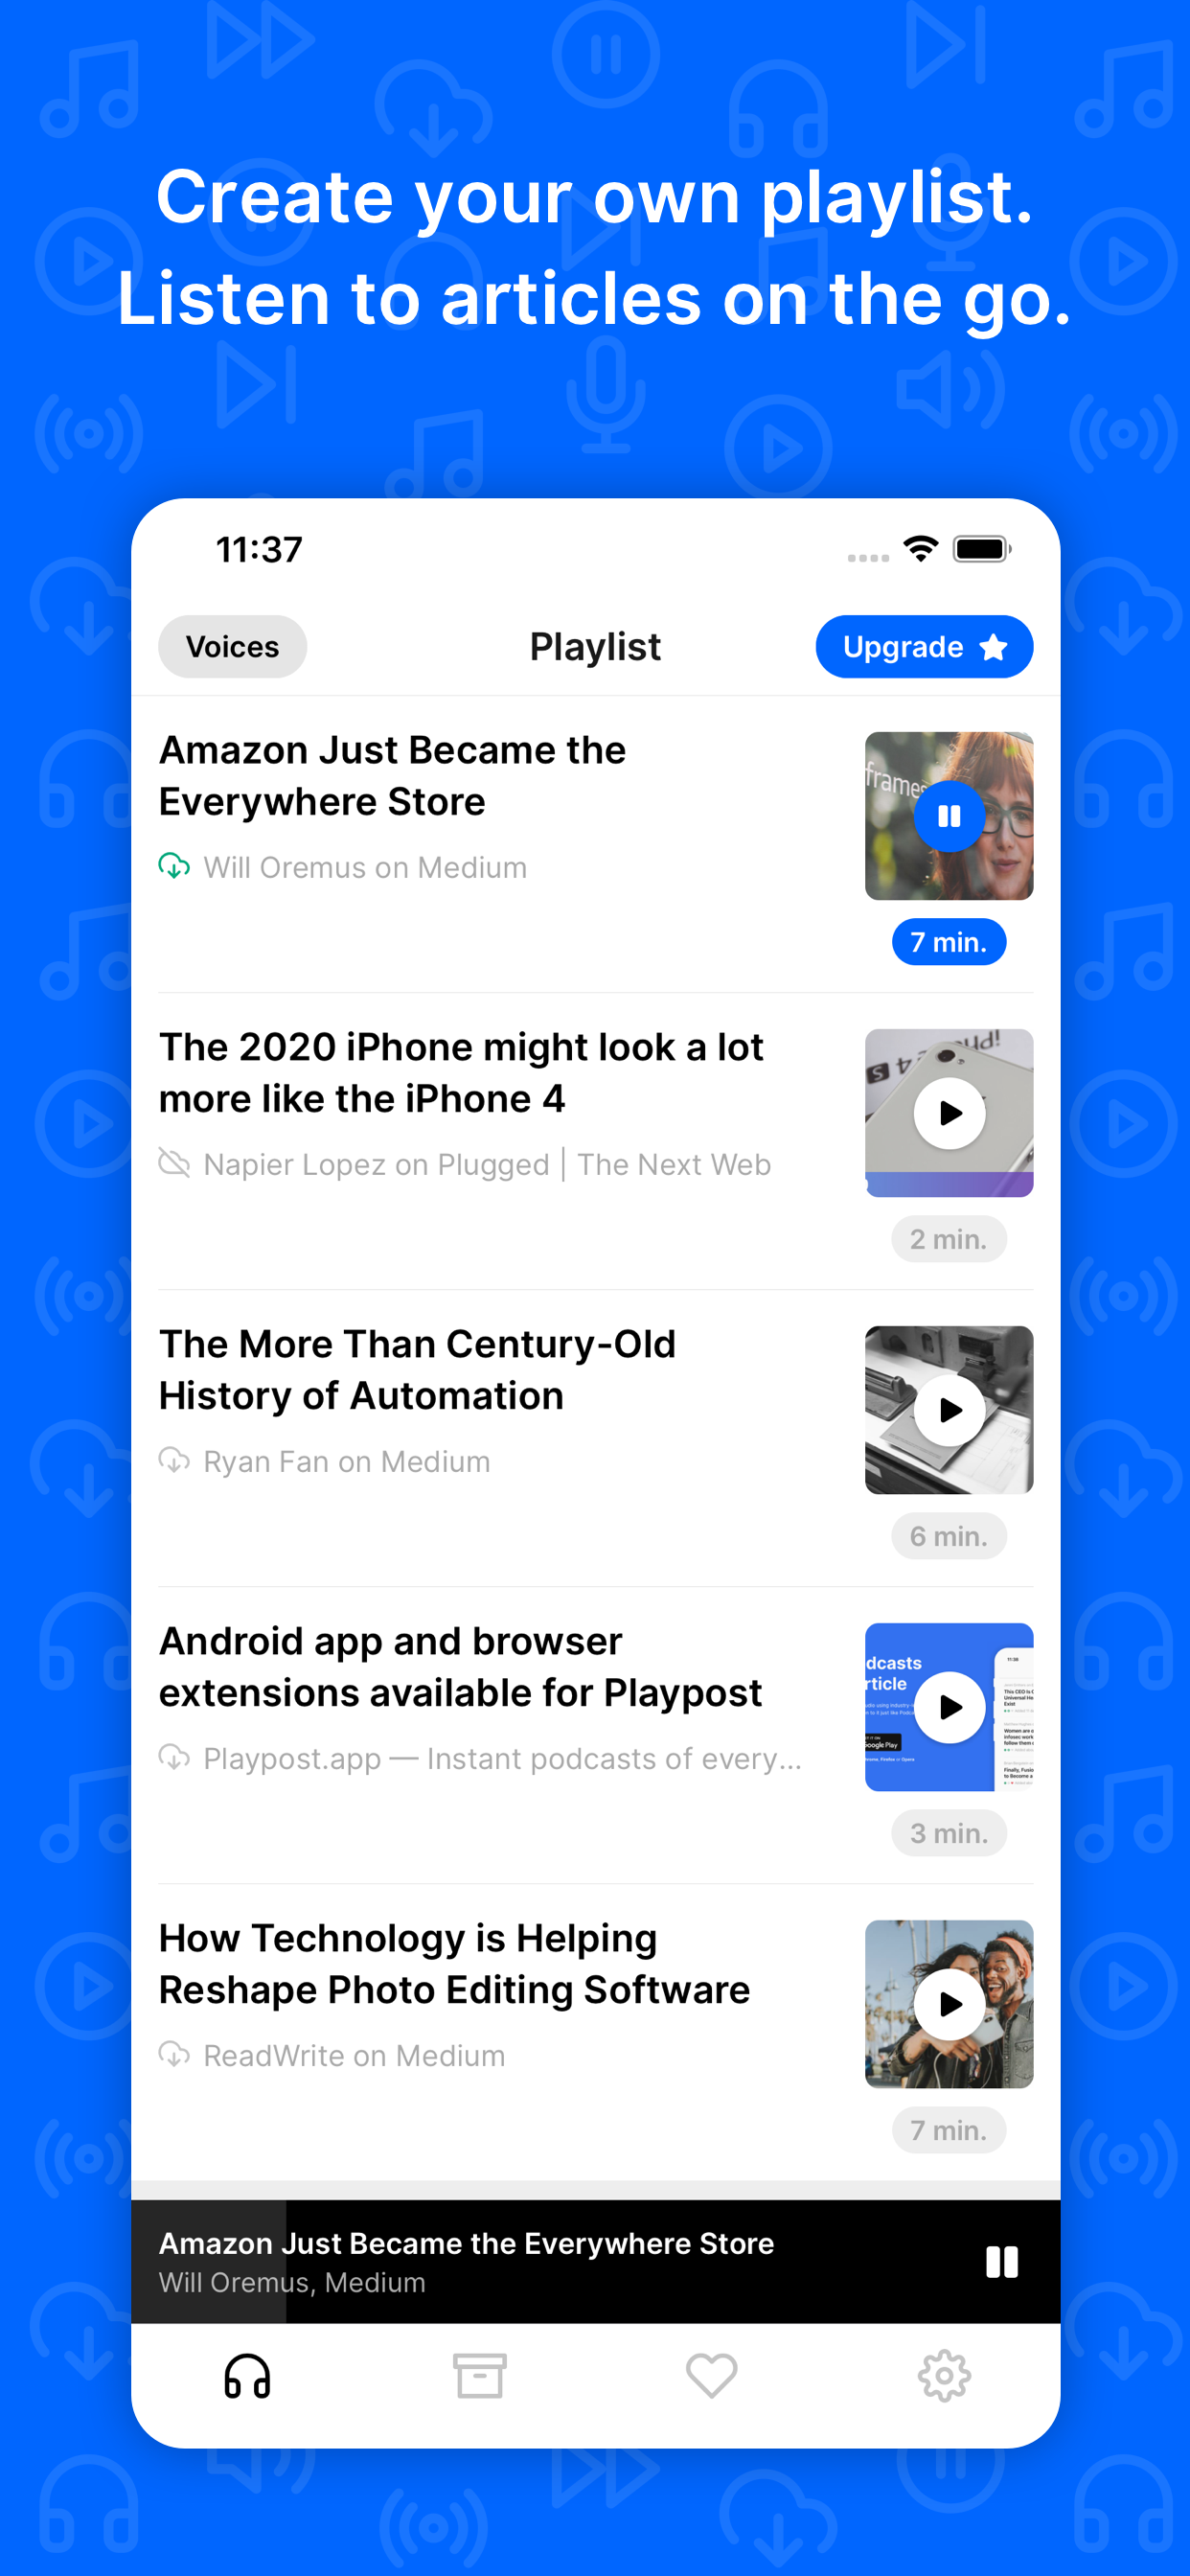 Create your own playlist.
Listen to articles on the go.
11:37
Voices
Playlist
Upgrade
Amazon Just Became the
Everywhere Store
Will Oremus on Medium
frames
7 min.
The 2020 iPhone might look a lot
more like the iPhone 4
Napier Lopez on Plugged | The Next Web
2 min.
The More Than Century-Old
History of Automation
Ryan Fan on Medium
6 min.
Android app and browser
extensions available for Playpost
Playpost.app — Instant podcasts of every...
dcasts
rticle
11:38
3 min.
How Technology is Helping
Reshape Photo Editing Software
ReadWrite on Medium
7 min.
Amazon Just Became the Everywhere Store
Will Oremus, Medium